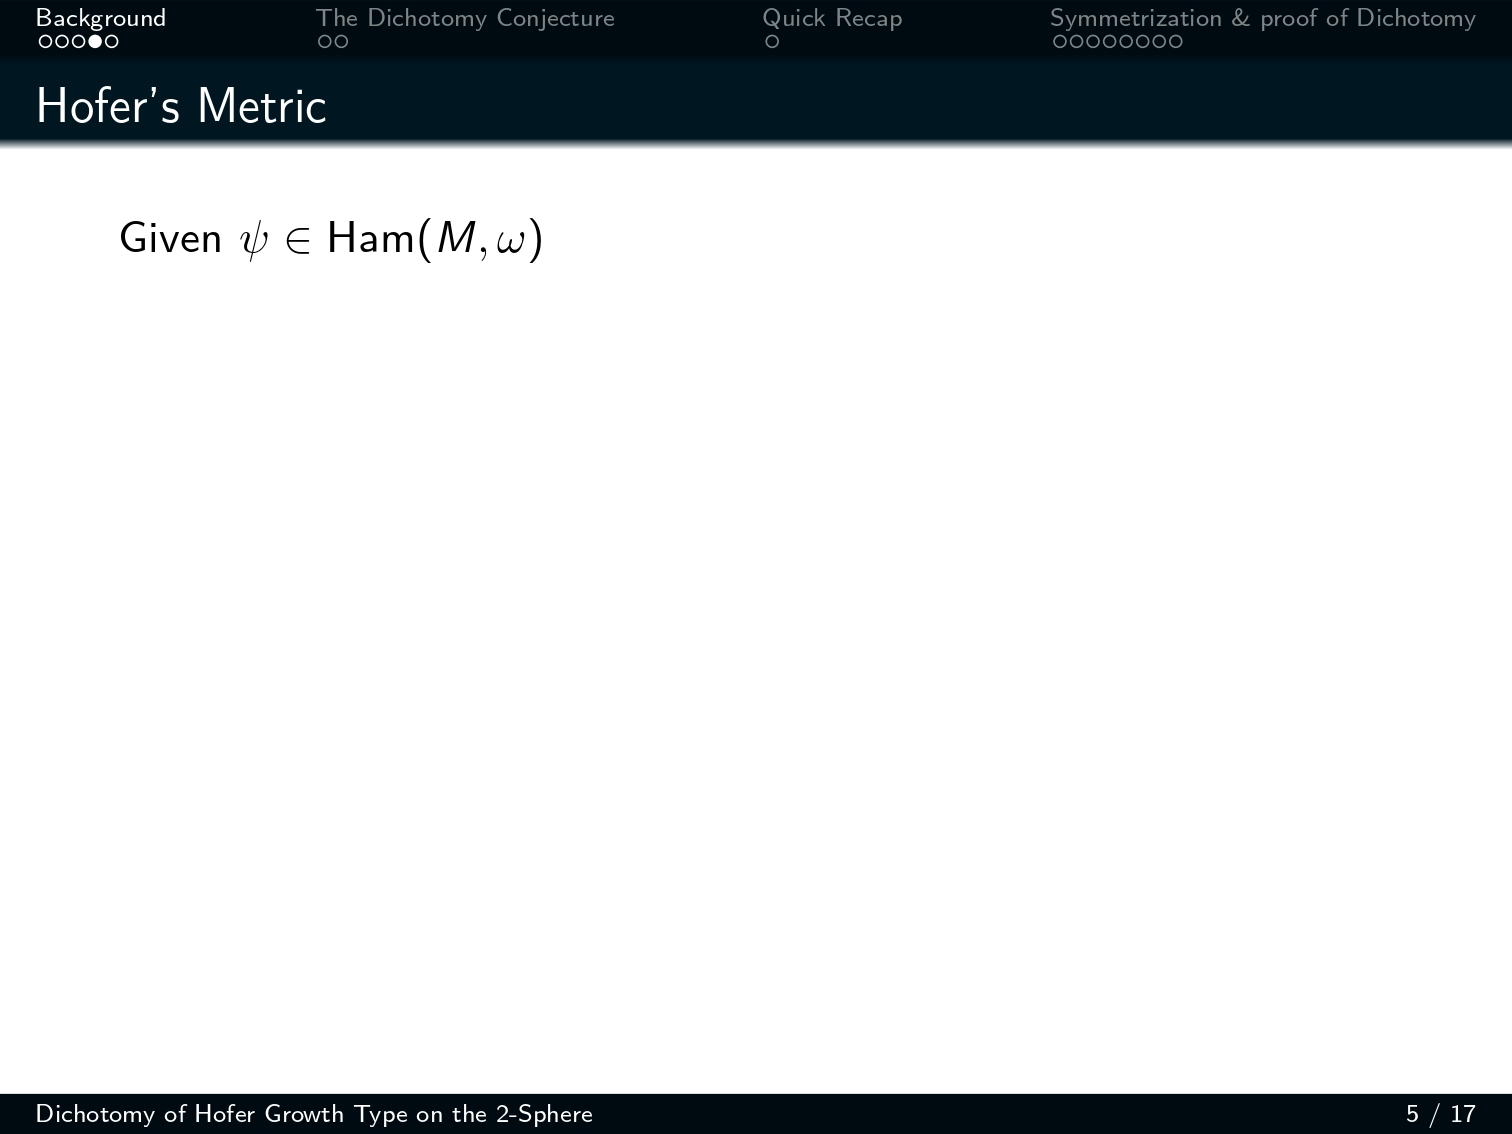 Background The Dichotomy Conjecture Quick Recap Symmetrization & proof of Dichotomy
Hofer's Metric
Given ψ ∈ Ham(M, ω)
Dichotomy of Hofer Growth Type on the 2-Sphere 5 / 17